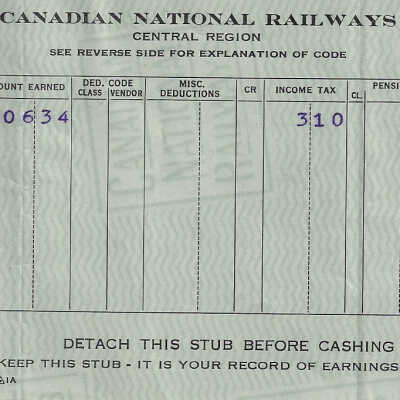 CANADIAN NATIONAL RAILWAYS
CENTRAL REGION
SEE REVERSE SIDE FOR EXPLANATION OF CODE
EARNED DED. CODE CLASS VENDOR MISC. DEDUCTIONS CR INCOME TAX CL.
0634 310
DETACH THIS STUB BEFORE CASHING
KEEP THIS STUB - IT IS YOUR RECORD OF EARNINGS